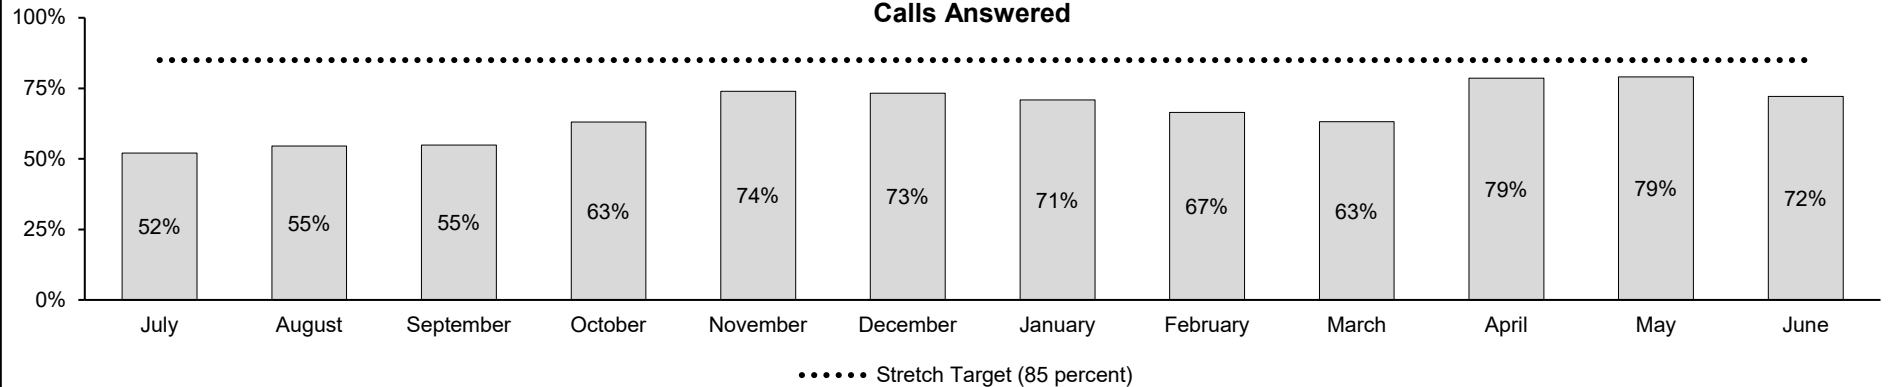 Calls Answered
100%
75%
50%
25%
0%
52%
55%
55%
63%
74%
73%
71%
67%
63%
79%
79%
72%
July
August
September
October
November
December
January
February
March
April
May
June
Stretch Target (85 percent)